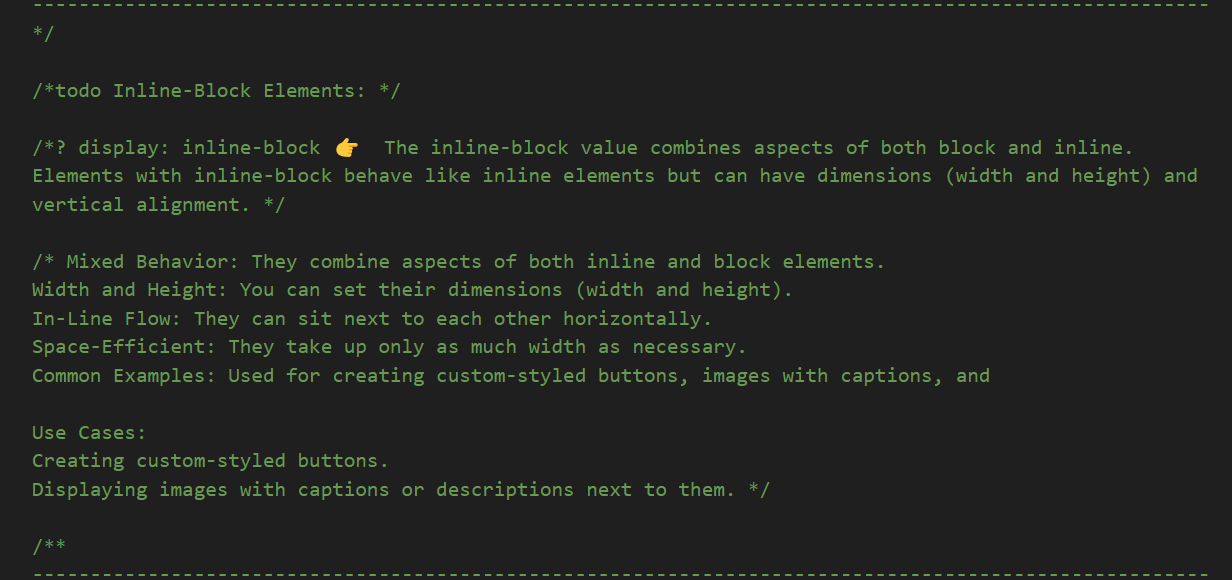 --------------------------------------------------------------------------------------------------------
*/
/*todo Inline-Block Elements: */
/*? display: inline-block 👉  The inline-block value combines aspects of both block and inline.
Elements with inline-block behave like inline elements but can have dimensions (width and height) and
vertical alignment. */
/* Mixed Behavior: They combine aspects of both inline and block elements.
Width and Height: You can set their dimensions (width and height).
In-Line Flow: They can sit next to each other horizontally.
Space-Efficient: They take up only as much width as necessary.
Common Examples: Used for creating custom-styled buttons, images with captions, and
Use Cases:
Creating custom-styled buttons.
Displaying images with captions or descriptions next to them. */
/**
--------------------------------------------------------------------------------------------------------